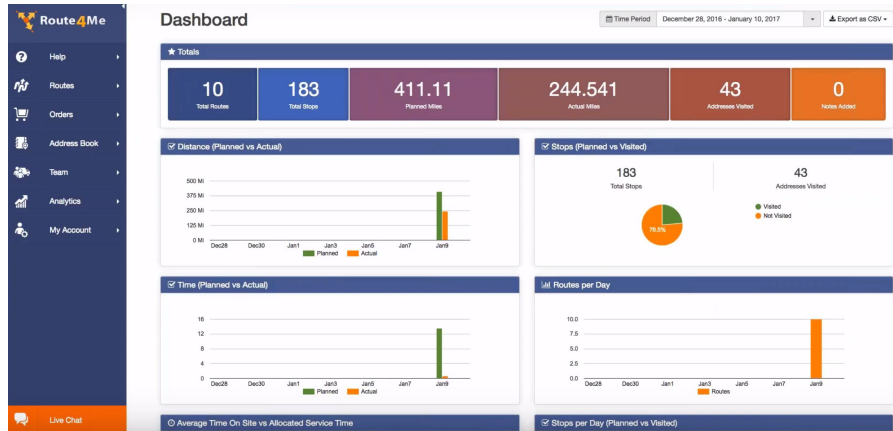 Route4Me
Help
Routes
Orders
Address Book
Team
Analytics
My Account
Live Chat
Dashboard
Time Period December 28, 2016 - January 10, 2017 Export as CSV
Totals
10 183 411.11 244.541 43 0
Total Routes Total Stops Planned Miles Actual Miles Addresses Visited Notes Added
Distance (Planned vs Actual)
500 Mi
375 Mi
250 Mi
125 Mi
0 Mi
Dec28 Dec30 Jan1 Jan3 Jan5 Jan7 Jan9
Planned Actual
Stops (Planned vs Visited)
183 43
Total Stops Addresses Visited
Visited
Not Visited
76.5%
Time (Planned vs Actual)
16
12
8
4
0
Dec28 Dec30 Jan1 Jan3 Jan5 Jan7 Jan9
Planned Actual
Routes per Day
10.0
7.5
5.0
2.5
0.0
Dec28 Dec30 Jan1 Jan3 Jan5 Jan7 Jan9
Routes
Average Time On Site vs Allocated Service Time
Stops per Day (Planned vs Visited)